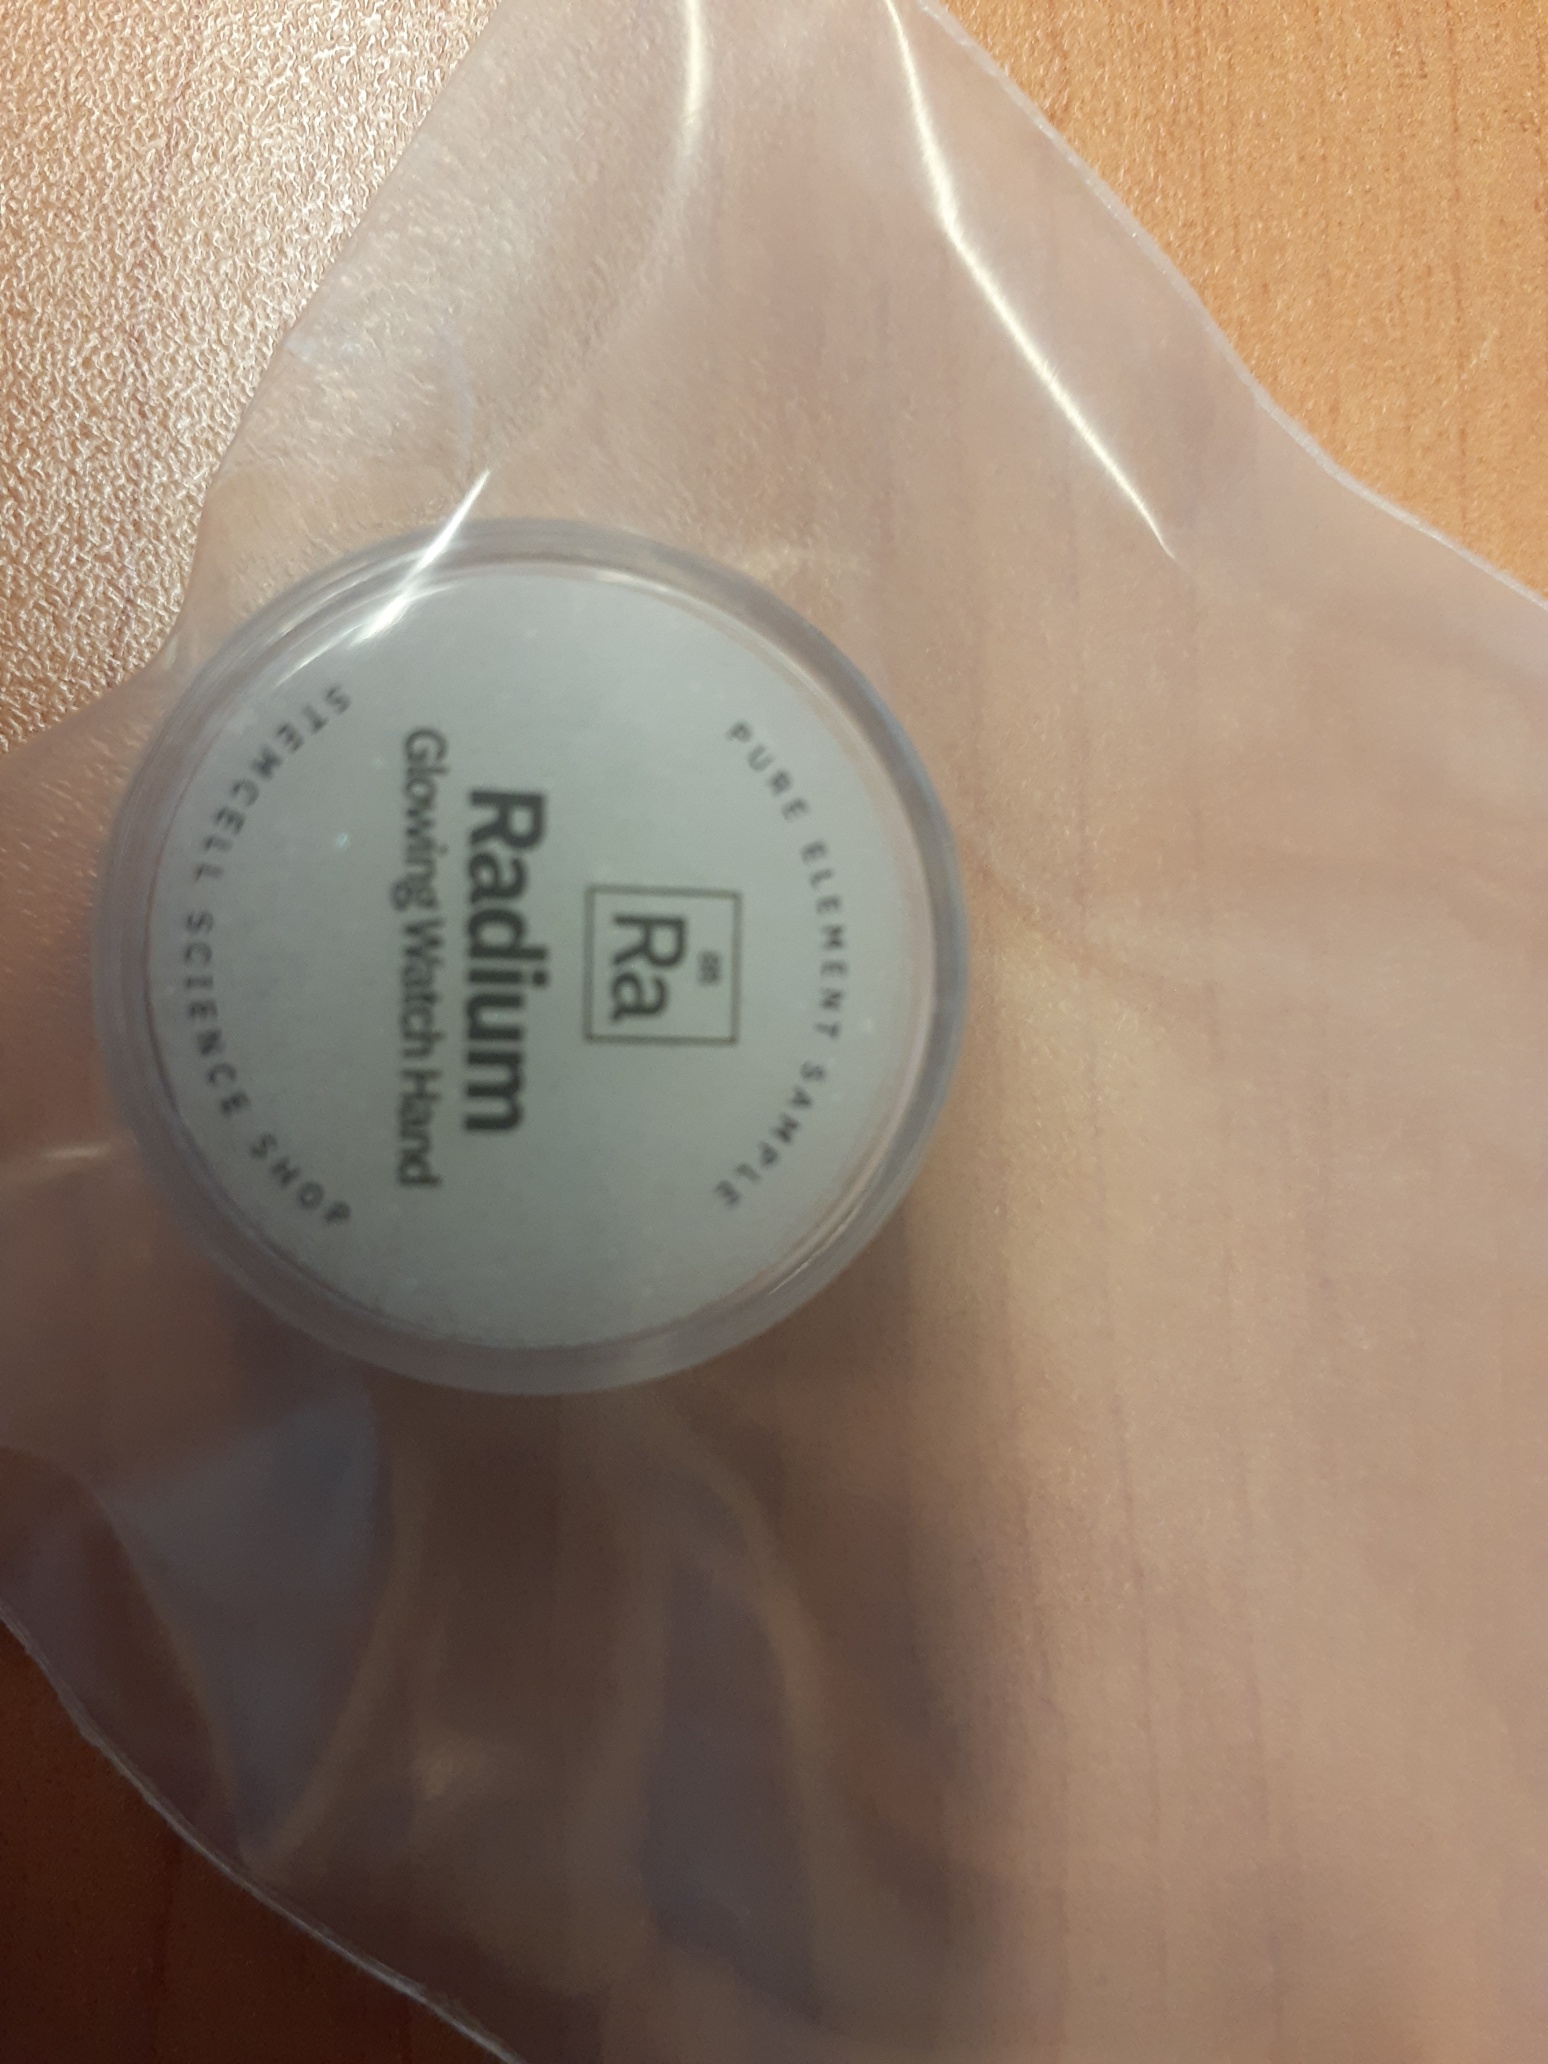 PURE ELEMENT SAMPLE
88
Ra
Radium
Glowing Watch Hand
STEMCELL SCIENCE SHOP